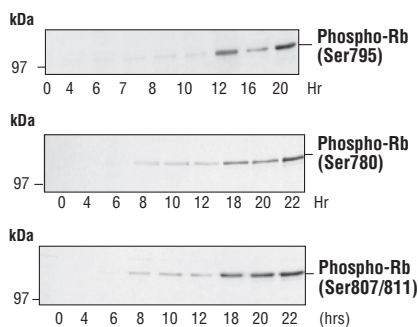 kDa
Phospho-Rb
(Ser795)
97
0 4 6 7 8 10 12 16 20 Hr
kDa
Phospho-Rb
(Ser780)
97
0 4 6 8 10 12 18 20 22 Hr
kDa
Phospho-Rb
(Ser807/811)
97
0 4 6 8 10 12 18 20 22 (hrs)